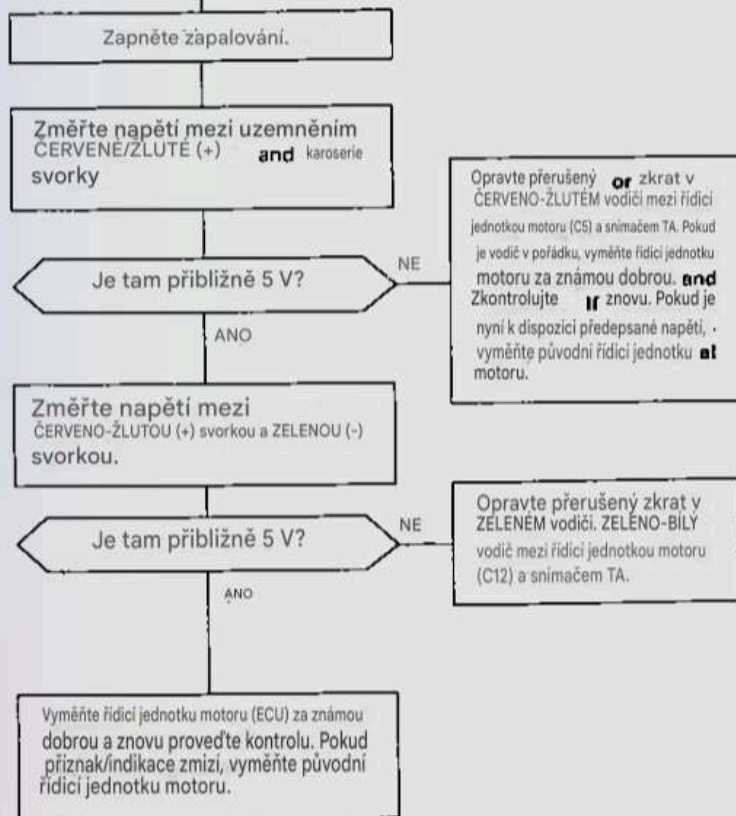 Zapněte zapalování.
Změřte napětí mezi uzemněním
ČERVENÉ/ŽLUTÉ (+) and karoserie
svorky
Je tam přibližně 5 V?
NE
Opravte přerušený or zkrat v
ČERVENO-ŽLUTÉM vodiči mezi řídicí
jednotkou motoru (C5) a snímačem TA. Pokud
je vodič v pořádku, vyměňte řídicí jednotku
motoru za známou dobrou. and
Zkontrolujte If znovu. Pokud je
nyní k dispozici předepsané napětí, .
vyměňte původní řídicí jednotku al
motoru.
ANO
Změřte napětí mezi
ČERVENO-ŽLUTOU (+) svorkou a ZELENOU (-)
svorkou.
Je tam přibližně 5 V?
NE
Opravte přerušený zkrat v
ZELENÉM vodiči. ZELENO-BÍLÝ
vodič mezi řídicí jednotkou motoru
(C12) a snímačem TA.
ANO
Vyměňte řídicí jednotku motoru (ECU) za známou
dobrou a znovu proveďte kontrolu. Pokud
příznak/indikace zmizí, vyměňte původní
řídicí jednotku motoru.